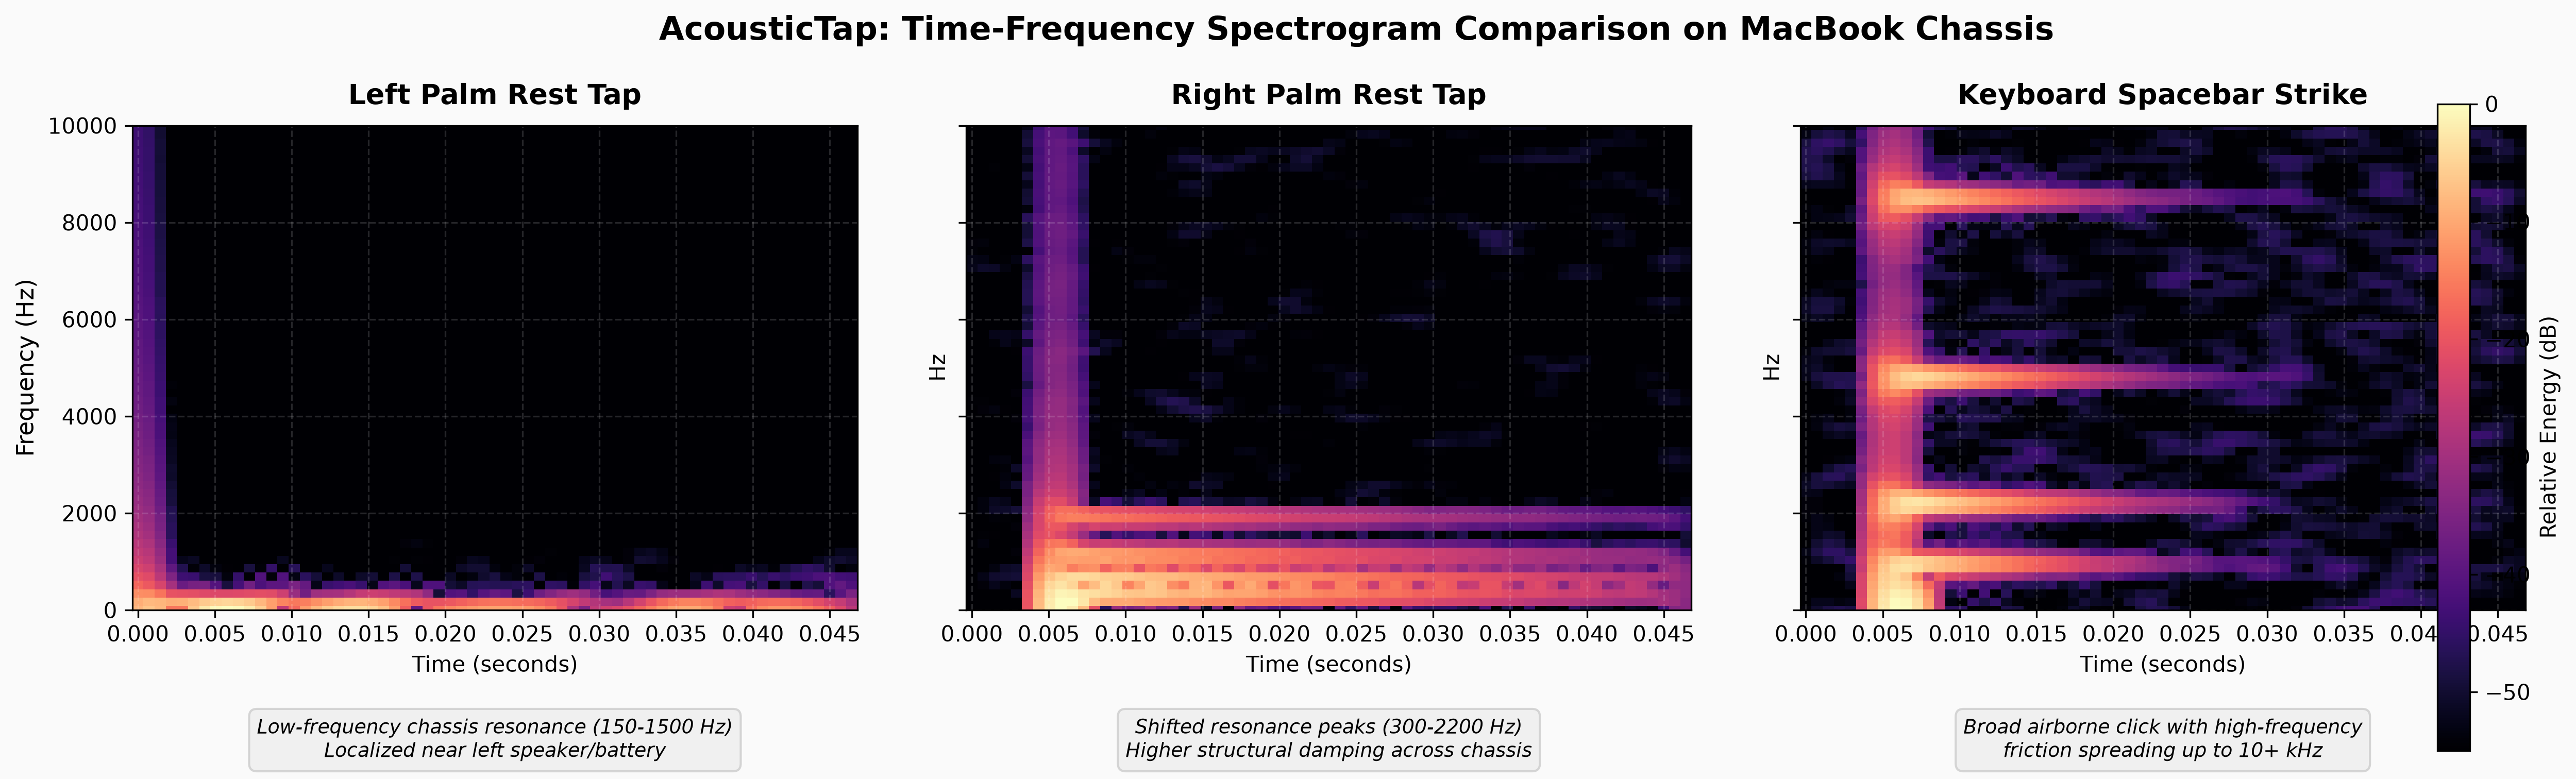 AcousticTap: Time-Frequency Spectrogram Comparison on MacBook Chassis
Left Palm Rest Tap
Frequency (Hz)
10000
8000
6000
4000
2000
0
0.000 0.005 0.010 0.015 0.020 0.025 0.030 0.035 0.040 0.045
Time (seconds)
Low-frequency chassis resonance (150-1500 Hz)
Localized near left speaker/battery
Right Palm Rest Tap
Hz
0.000 0.005 0.010 0.015 0.020 0.025 0.030 0.035 0.040 0.045
Time (seconds)
Shifted resonance peaks (300-2200 Hz)
Higher structural damping across chassis
Keyboard Spacebar Strike
Hz
0.000 0.005 0.010 0.015 0.020 0.025 0.030 0.035 0.04 0.045
Time (seconds)
Broad airborne click with high-frequency
friction spreading up to 10+ kHz
0
−20
−40
−50
Relative Energy (dB)